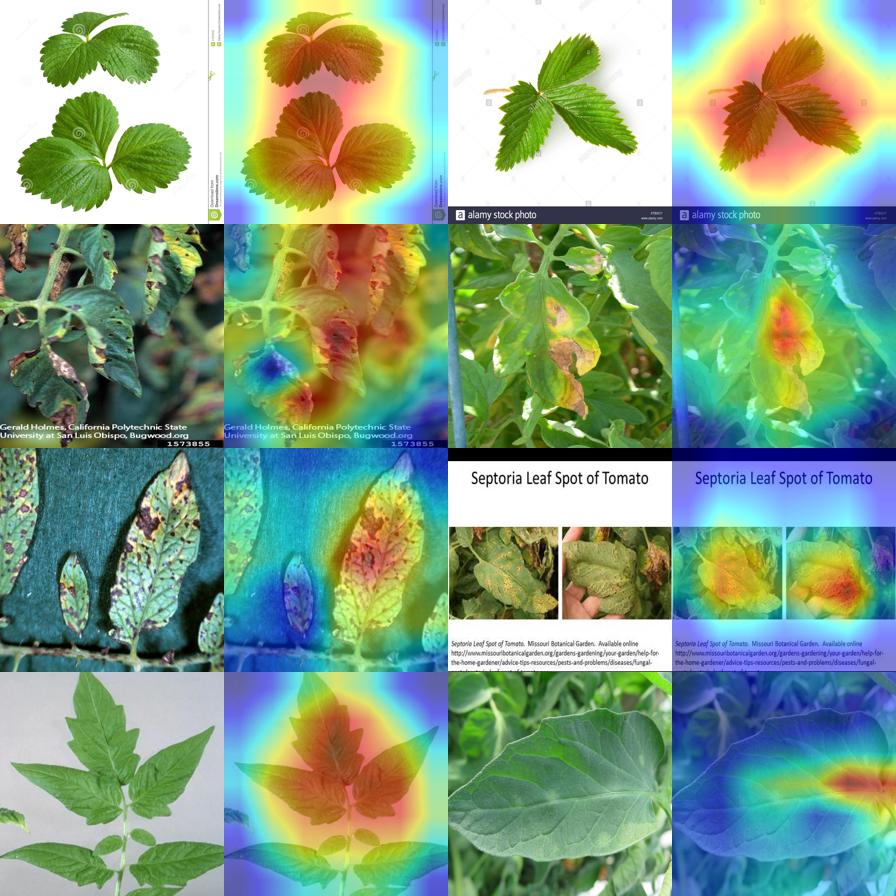 Download from
Dreamstime.com
a alamy stock photo
a alamy stock photo
Gerald Holmes, California Polytechnic State
University at San Luis Obispo, Bugwood.org
1573855
Gerald Holmes, California Polytechnic State
University at San Luis Obispo, Bugwood.org
1573855
Septoria Leaf Spot of Tomato
Septoria Leaf Spot of Tomato
Septoria Leaf Spot of Tomato. Missouri Botanical Garden. Available online
http://www.missouribotanicalgarden.org/gardens-gardening/your-garden/help-for-
the-home-gardener/advice-tips-resources/pests-and-problems/diseases/fungal-
Septoria Leaf Spot of Tomato. Missouri Botanical Garden. Available online
http://www.missouribotanicalgarden.org/gardens-gardening/your-garden/help-for-
the-home-gardener/advice-tips-resources/pests-and-problems/diseases/fungal-